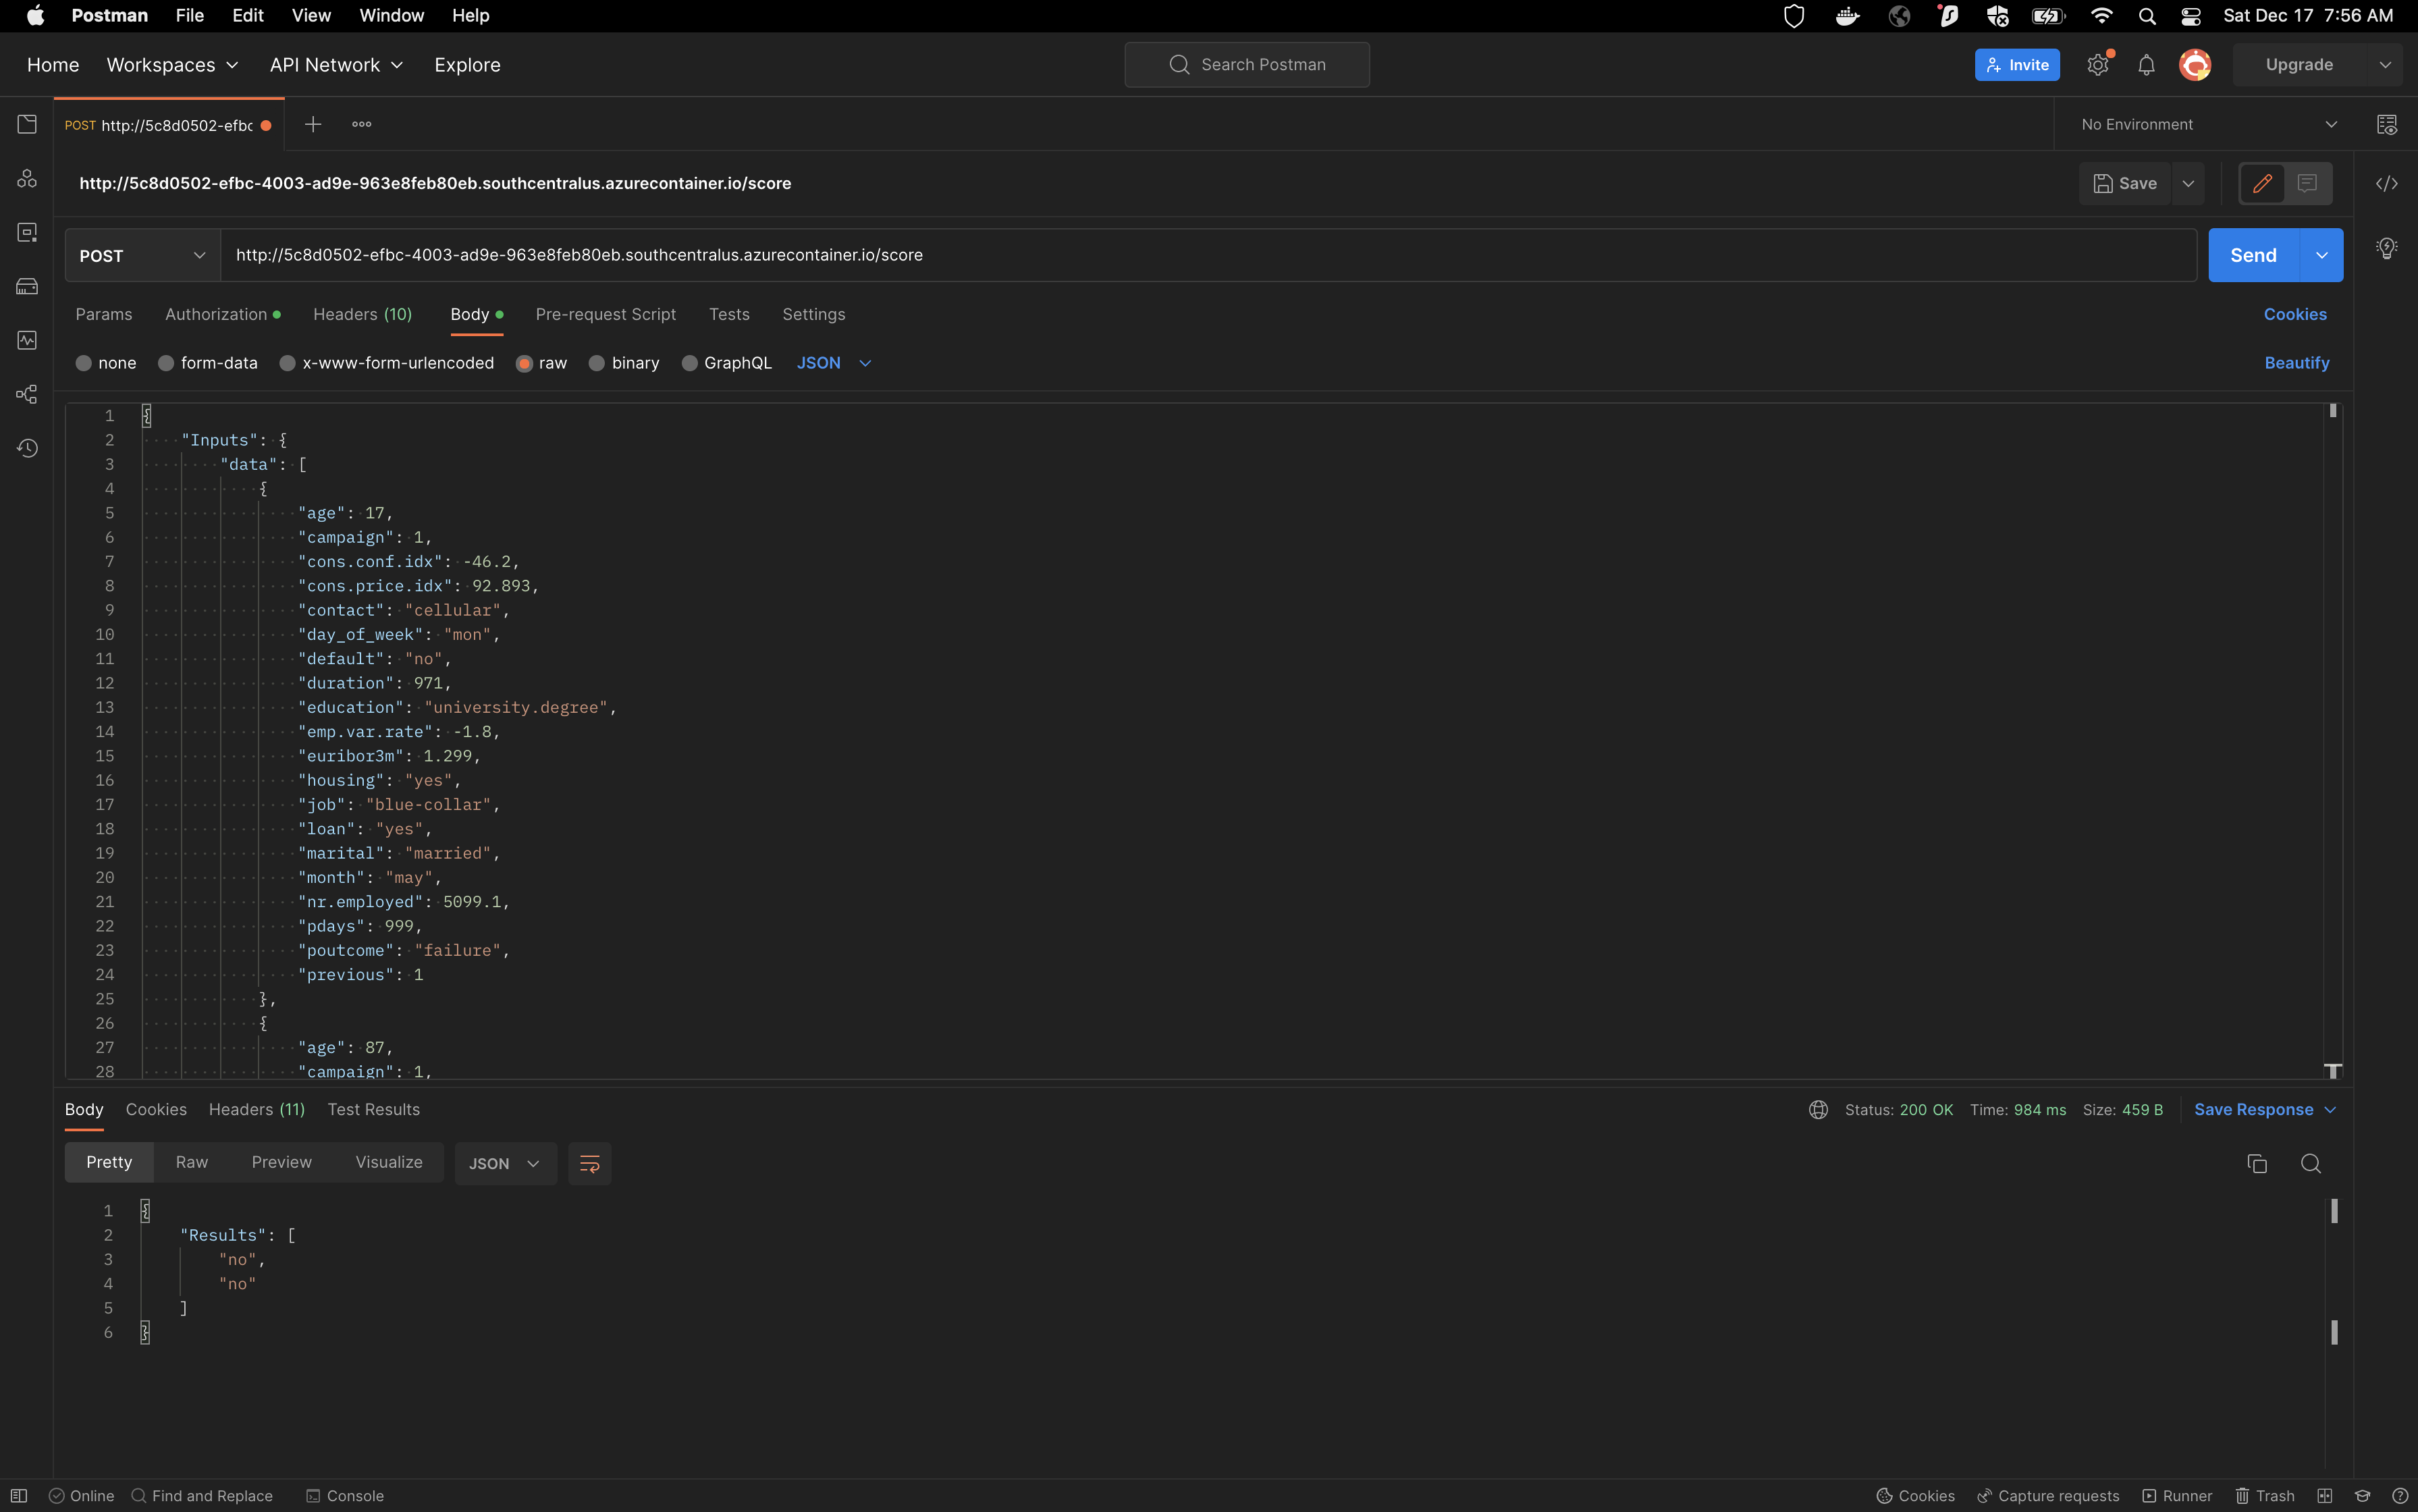 Postman File Edit View Window Help Sat Dec 17 7:56 AM
Home Workspaces API Network Explore Search Postman Invite Upgrade
POST http://5c8d0502-efbc No Environment
http://5c8d0502-efbc-4003-ad9e-963e8feb80eb.southcentralus.azurecontainer.io/score Save
POST http://5c8d0502-efbc-4003-ad9e-963e8feb80eb.southcentralus.azurecontainer.io/score Send
Params Authorization Headers (10) Body Pre-request Script Tests Settings Cookies
none form-data x-www-form-urlencoded raw binary GraphQL JSON Beautify
1 {
2 "Inputs": {
3 "data": [
4 {
5 "age": 17,
6 "campaign": 1,
7 "cons.conf.idx": -46.2,
8 "cons.price.idx": 92.893,
9 "contact": "cellular",
10 "day_of_week": "mon",
11 "default": "no",
12 "duration": 971,
13 "education": "university.degree",
14 "emp.var.rate": -1.8,
15 "euribor3m": 1.299,
16 "housing": "yes",
17 "job": "blue-collar",
18 "loan": "yes",
19 "marital": "married",
20 "month": "may",
21 "nr.employed": 5099.1,
22 "pdays": 999,
23 "poutcome": "failure",
24 "previous": 1
25 },
26 {
27 "age": 87,
28 "campaign": 1,
Body Cookies Headers (11) Test Results Status: 200 OK Time: 984 ms Size: 459 B Save Response
Pretty Raw Preview Visualize JSON
1 {
2 "Results": [
3 "no",
4 "no"
5 ]
6 }
Online Find and Replace Console Cookies Capture requests Runner Trash